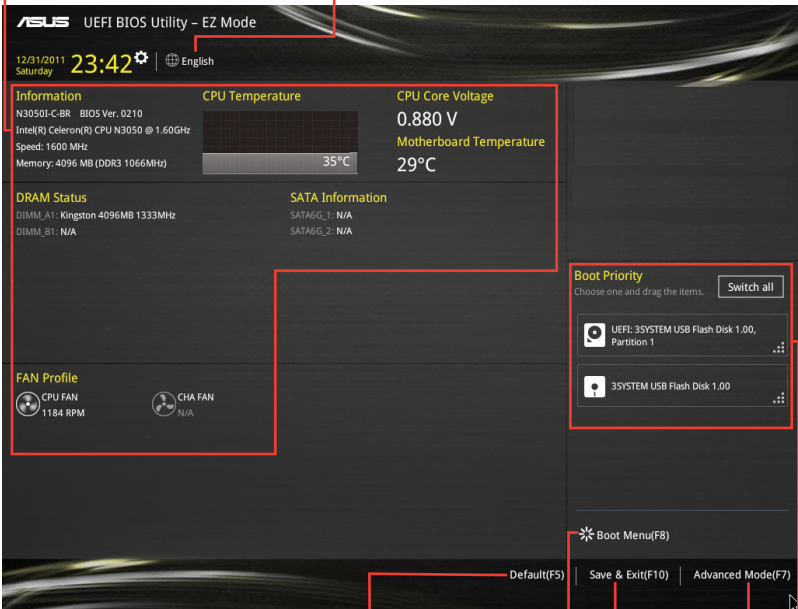 ASUS UEFI BIOS Utility – EZ Mode
12/31/2011
Saturday
23:42
English
Information
N3050I-C-BR BIOS Ver. 0210
Intel(R) Celeron(R) CPU N3050 @ 1.60GHz
Speed: 1600 MHz
Memory: 4096 MB (DDR3 1066MHz)
CPU Temperature
35°C
CPU Core Voltage
0.880 V
Motherboard Temperature
29°C
DRAM Status
DIMM_A1: Kingston 4096MB 1333MHz
DIMM_B1: N/A
SATA Information
SATA6G_1: N/A
SATA6G_2: N/A
Boot Priority
Choose one and drag the items.
Switch all
UEFI: 3SYSTEM USB Flash Disk 1.00,
Partition 1
3SYSTEM USB Flash Disk 1.00
FAN Profile
CPU FAN
1184 RPM
CHA FAN
N/A
Boot Menu(F8)
Default(F5)
Save & Exit(F10)
Advanced Mode(F7)